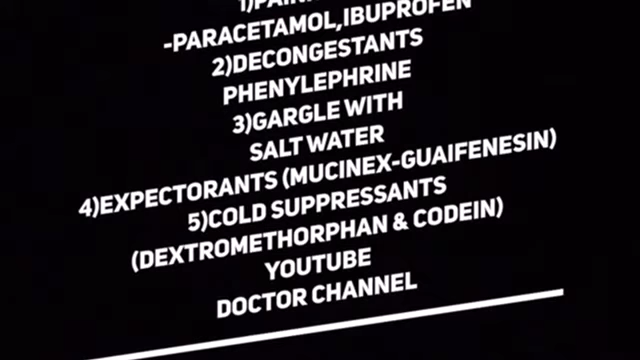 -PARACETAMOL,IBUPROFEN
2)DECONGESTANTS
PHENYLEPHRINE
3)GARGLE WITH
SALT WATER
4)EXPECTORANTS (MUCINEX-GUAIFENESIN)
5)COLD SUPPRESSANTS
(DEXTROMETHORPHAN & CODEIN)
YOUTUBE
DOCTOR CHANNEL